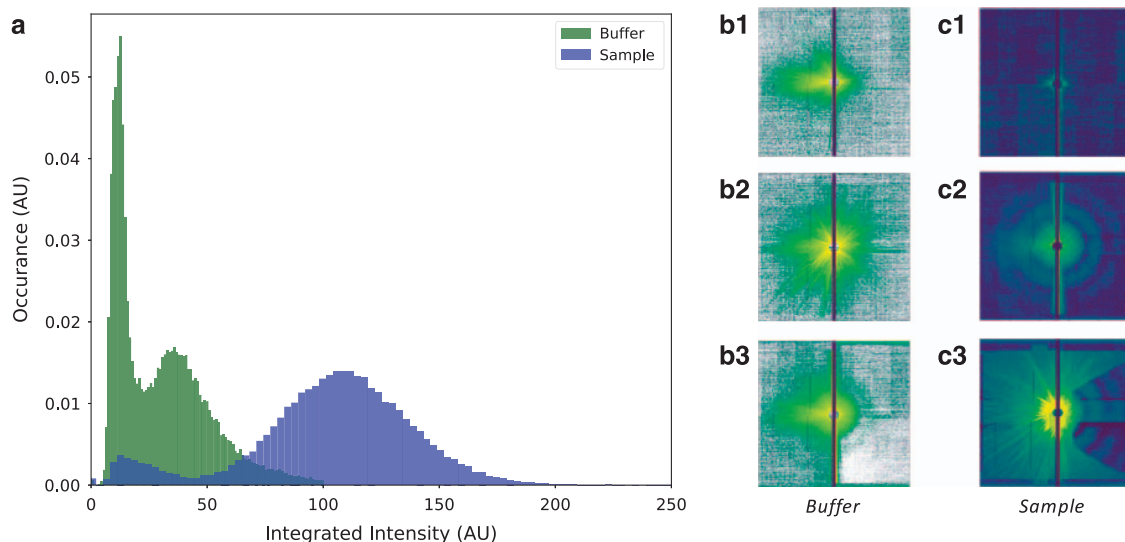 a
Buffer
Sample
Occurance (AU)
0.05
0.04
0.03
0.02
0.01
0.00
0
50
100
150
200
250
Integrated Intensity (AU)
b1
c1
b2
c2
b3
c3
Buffer
Sample